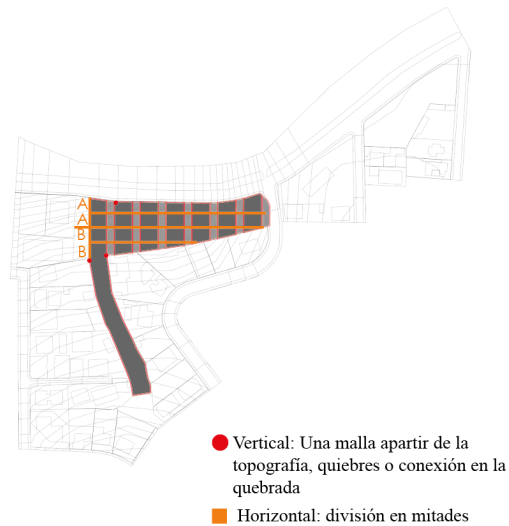 A
A
B
B
Vertical: Una malla apartir de la
topografía, quiebres o conexión en la
quebrada
Horizontal: división en mitades